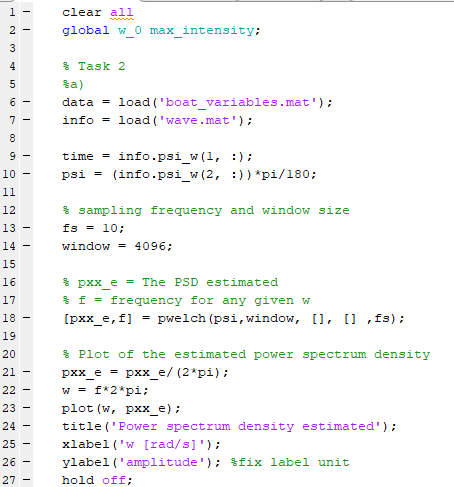 1 - clear all
2 - global w_0 max_intensity;
3
4 % Task 2
5 %a)
6 - data = load('boat_variables.mat');
7 - info = load('wave.mat');
8
9 - time = info.psi_w(1, :);
10 - psi = (info.psi_w(2, :))*pi/180;
11
12 % sampling frequency and window size
13 - fs = 10;
14 - window = 4096;
15
16 % pxx_e = The PSD estimated
17 % f = frequency for any given w
18 - [pxx_e,f] = pwelch(psi,window, [], [] ,fs);
19
20 % Plot of the estimated power spectrum density
21 - pxx_e = pxx_e/(2*pi);
22 - w = f*2*pi;
23 - plot(w, pxx_e);
24 - title('Power spectrum density estimated');
25 - xlabel('w [rad/s]');
26 - ylabel('amplitude'); %fix label unit
27 - hold off;